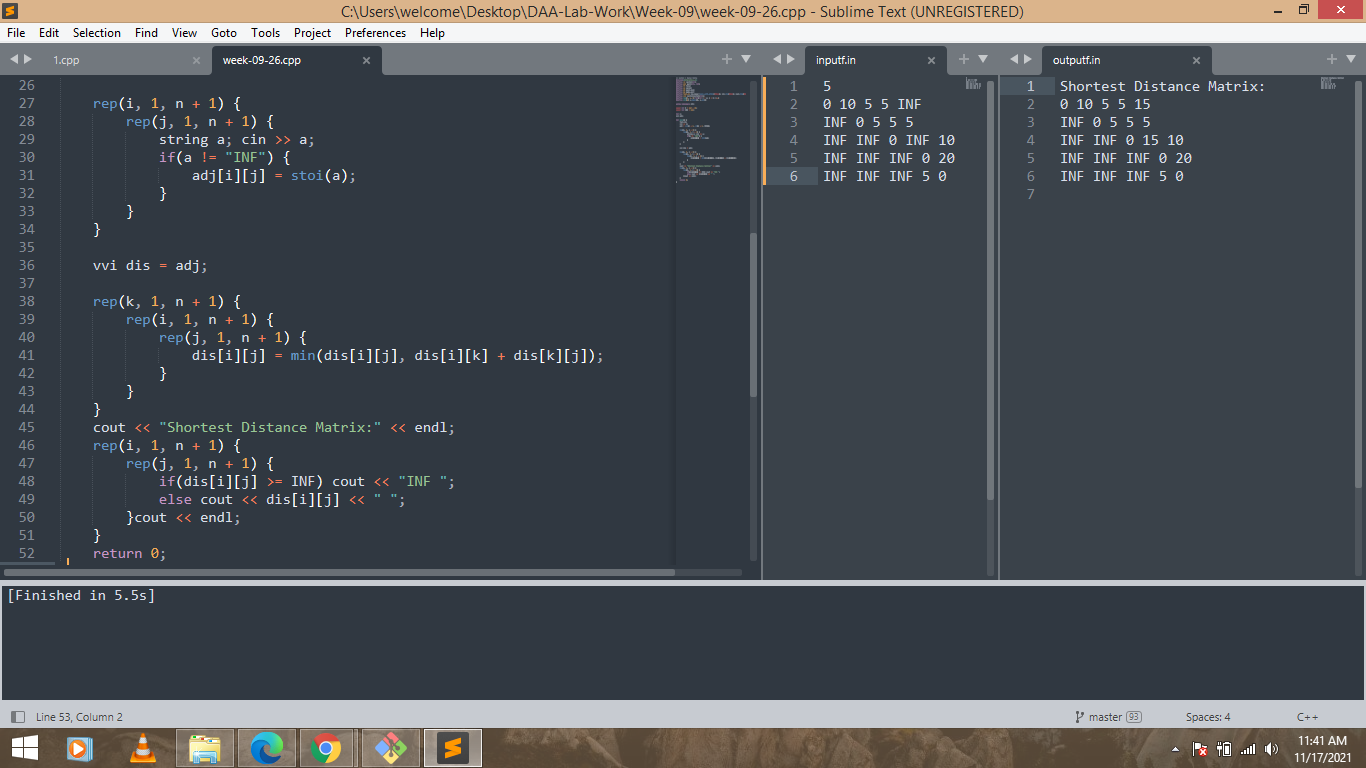 C:\Users\welcome\Desktop\DAA-Lab-Work\Week-09\week-09-26.cpp - Sublime Text (UNREGISTERED)
File Edit Selection Find View Goto Tools Project Preferences Help
1.cpp
week-09-26.cpp
26
27 rep(i, 1, n + 1) {
28 rep(j, 1, n + 1) {
29 string a; cin >> a;
30 if(a != "INF") {
31 adj[i][j] = stoi(a);
32 }
33 }
34 }
35
36 vvi dis = adj;
37
38 rep(k, 1, n + 1) {
39 rep(i, 1, n + 1) {
40 rep(j, 1, n + 1) {
41 dis[i][j] = min(dis[i][j], dis[i][k] + dis[k][j]);
42 }
43 }
44 }
45 cout << "Shortest Distance Matrix:" << endl;
46 rep(i, 1, n + 1) {
47 rep(j, 1, n + 1) {
48 if(dis[i][j] >= INF) cout << "INF ";
49 else cout << dis[i][j] << " ";
50 }cout << endl;
51 }
52 return 0;
inputf.in
1 5
2 0 10 5 5 INF
3 INF 0 5 5 5
4 INF INF 0 INF 10
5 INF INF INF 0 20
6 INF INF INF 5 0
outputf.in
1 Shortest Distance Matrix:
2 0 10 5 5 15
3 INF 0 5 5 5
4 INF INF 0 15 10
5 INF INF INF 0 20
6 INF INF INF 5 0
7
[Finished in 5.5s]
Line 53, Column 2
master 93
Spaces: 4
C++
11:41 AM
11/17/2021